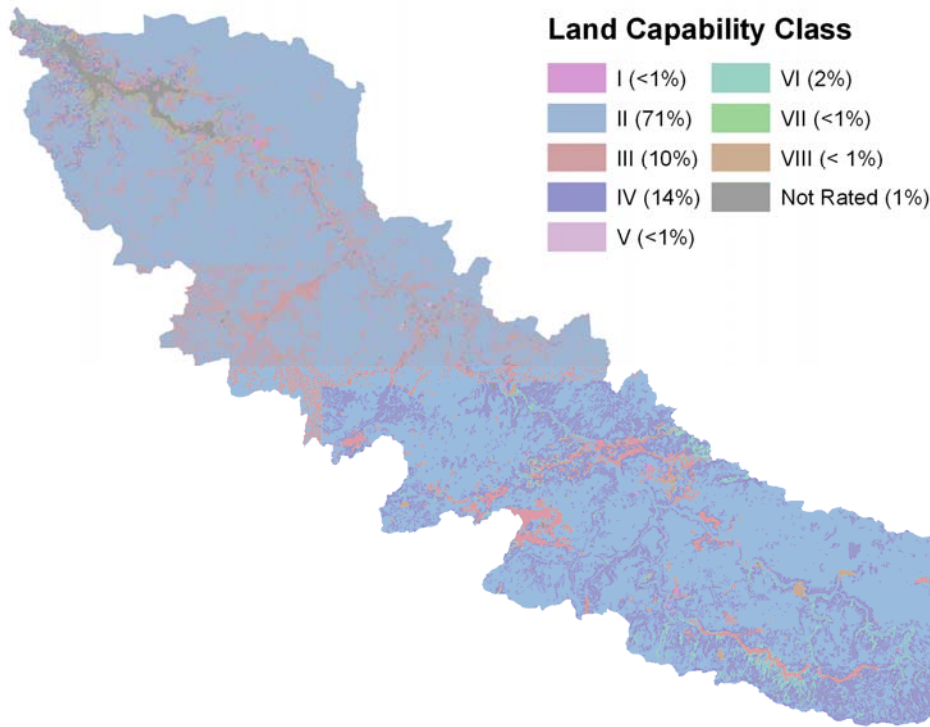 Land Capability Class
I (<1%)
II (71%)
III (10%)
IV (14%)
V (<1%)
VI (2%)
VII (<1%)
VIII (< 1%)
Not Rated (1%)